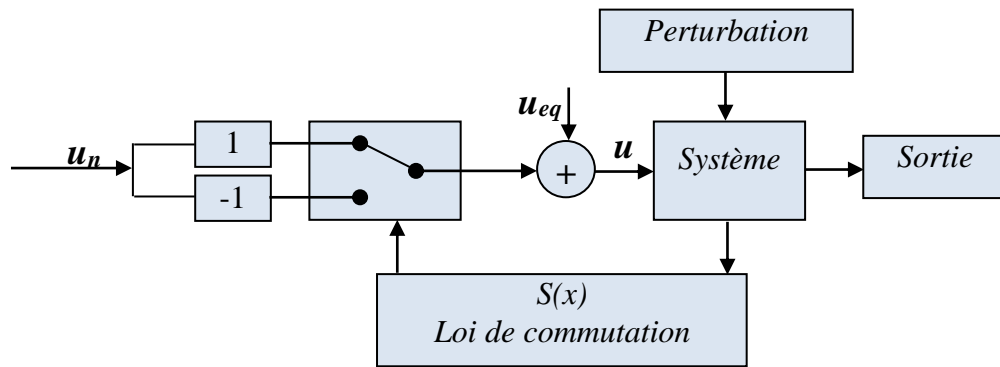 Perturbation
u_eq
u_n
1
u
Système
Sortie
-1
+
S(x)
Loi de commutation